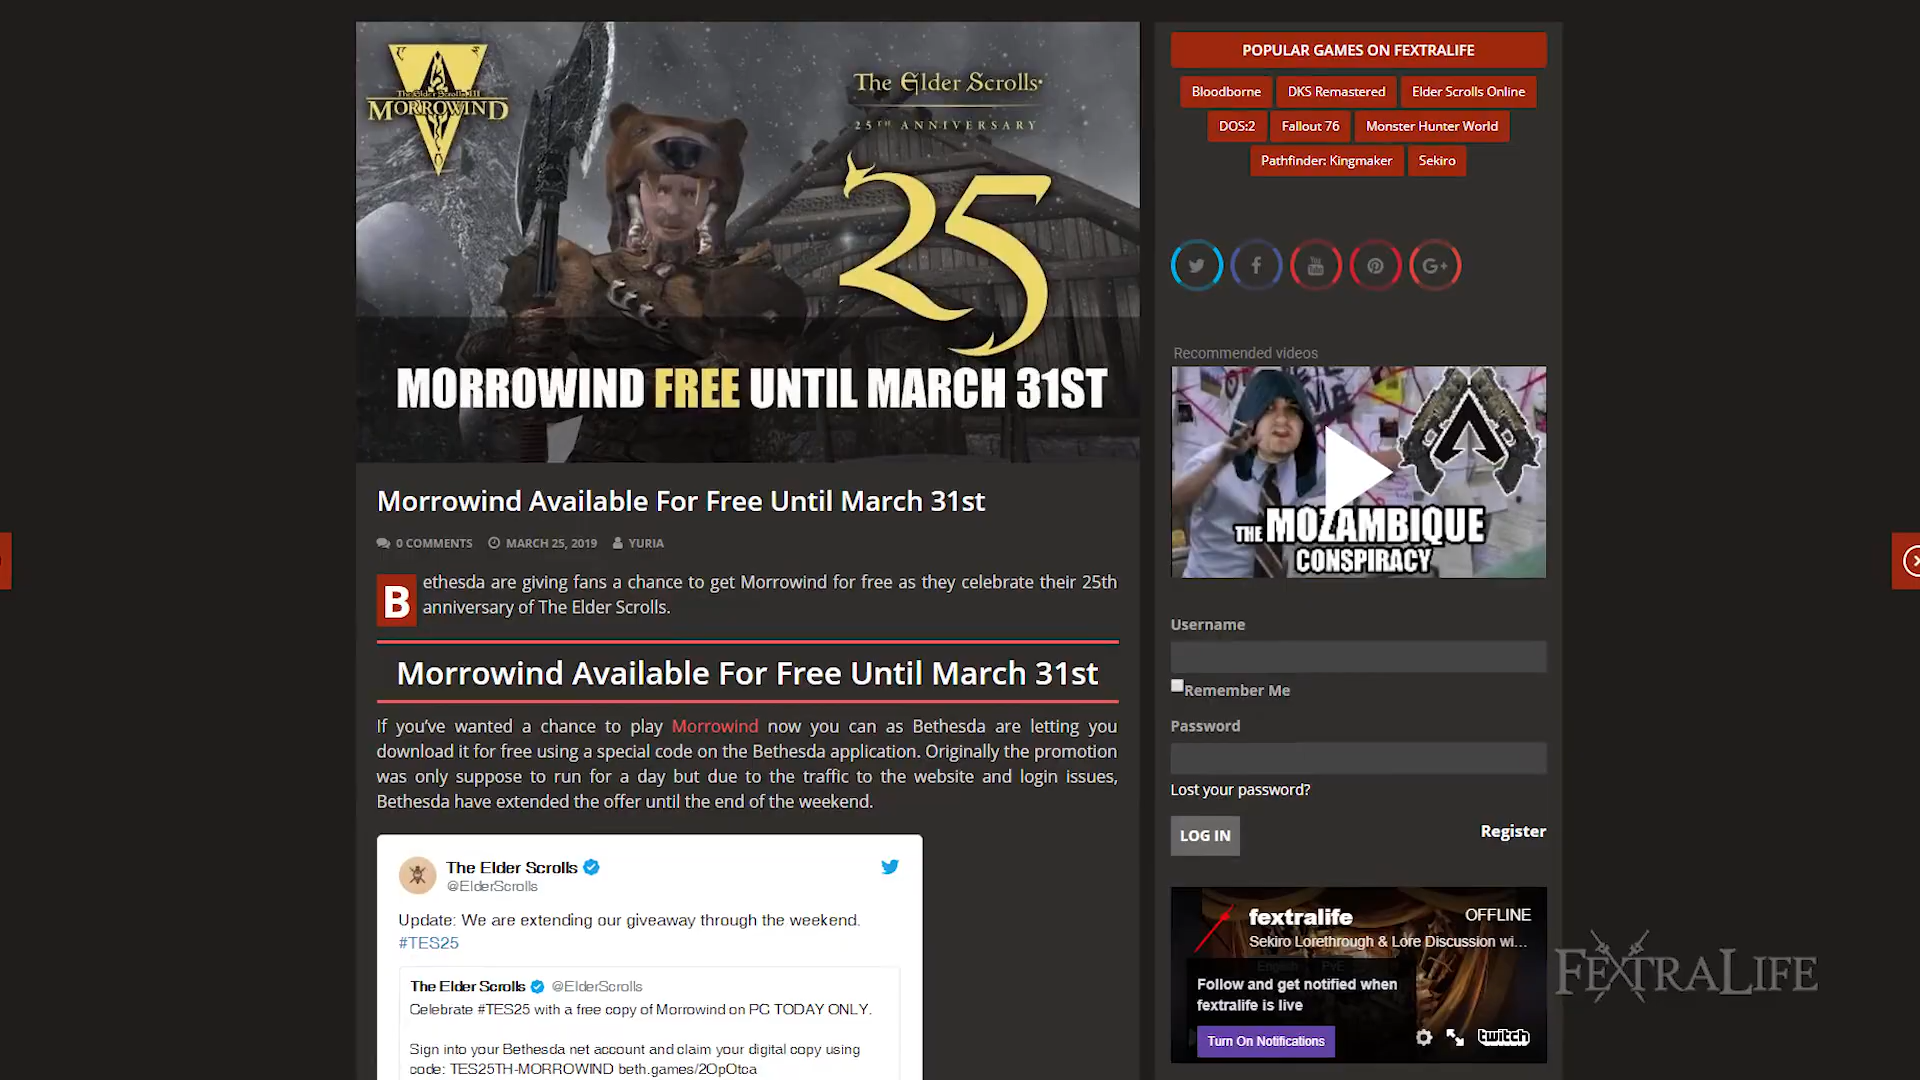 The Elder Scrolls III
MORROWIND
The Elder Scrolls
25TH ANNIVERSARY
25
MORROWIND FREE UNTIL MARCH 31ST
Morrowind Available For Free Until March 31st
0 COMMENTS MARCH 25, 2019 YURIA
Bethesda are giving fans a chance to get Morrowind for free as they celebrate their 25th
anniversary of The Elder Scrolls.
Morrowind Available For Free Until March 31st
If you've wanted a chance to play Morrowind now you can as Bethesda are letting you
download it for free using a special code on the Bethesda application. Originally the promotion
was only suppose to run for a day but due to the traffic to the website and login issues,
Bethesda have extended the offer until the end of the weekend.
The Elder Scrolls
@ElderScrolls
Update: We are extending our giveaway through the weekend.
#TES25
The Elder Scrolls @ElderScrolls
Celebrate #TES25 with a free copy of Morrowind on PC TODAY ONLY.
Sign into your Bethesda net account and claim your digital copy using
code: TES25TH-MORROWIND beth.games/2OpOtca
POPULAR GAMES ON FEXTRALIFE
Bloodborne DKS Remastered Elder Scrolls Online
DOS:2 Fallout 76 Monster Hunter World
Pathfinder: Kingmaker Sekiro
You Tube G+
Recommended videos
THE MOZAMBIQUE
CONSPIRACY
Username
Remember Me
Password
Lost your password?
LOG IN Register
fextralife OFFLINE
Sekiro Lorethrough & Lore Discussion wi...
English PvE
Follow and get notified when
fextralife is live
Turn On Notifications twitch
FEXTRALIFE